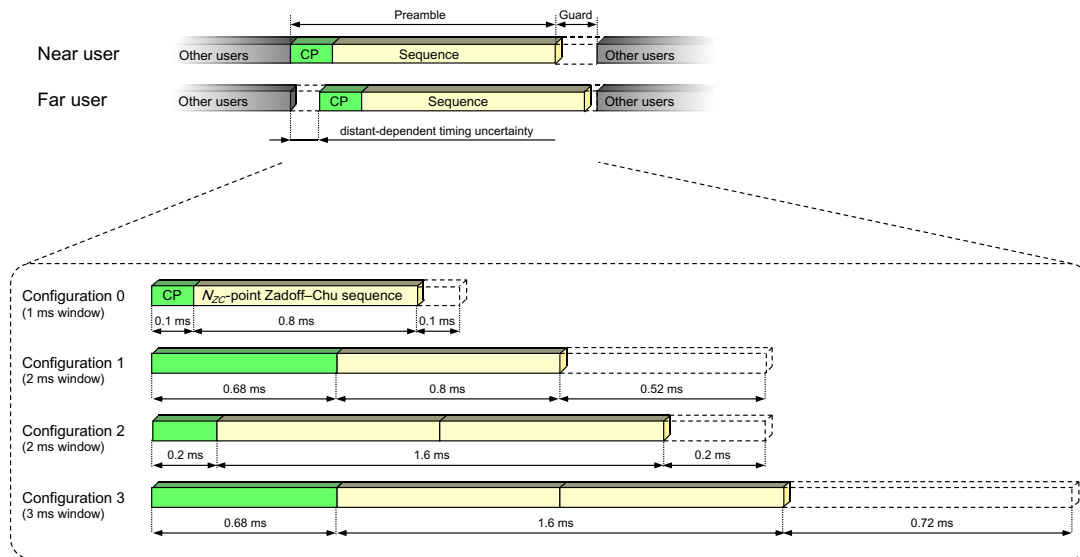 Preamble Guard
Near user Other users CP Sequence Other users
Far user Other users CP Sequence Other users
distant-dependent timing uncertainty
Configuration 0 CP NZC-point Zadoff–Chu sequence
(1 ms window)
0.1 ms 0.8 ms 0.1 ms
Configuration 1
(2 ms window)
0.68 ms 0.8 ms 0.52 ms
Configuration 2
(2 ms window)
0.2 ms 1.6 ms 0.2 ms
Configuration 3
(3 ms window)
0.68 ms 1.6 ms 0.72 ms